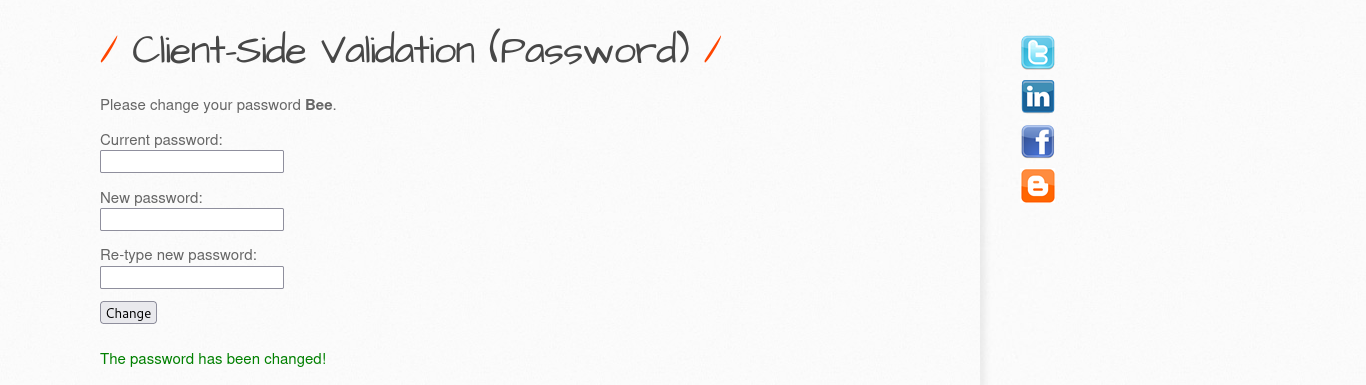 / Client-Side Validation (Password) /
Please change your password Bee.
Current password:
New password:
Re-type new password:
Change
The password has been changed!